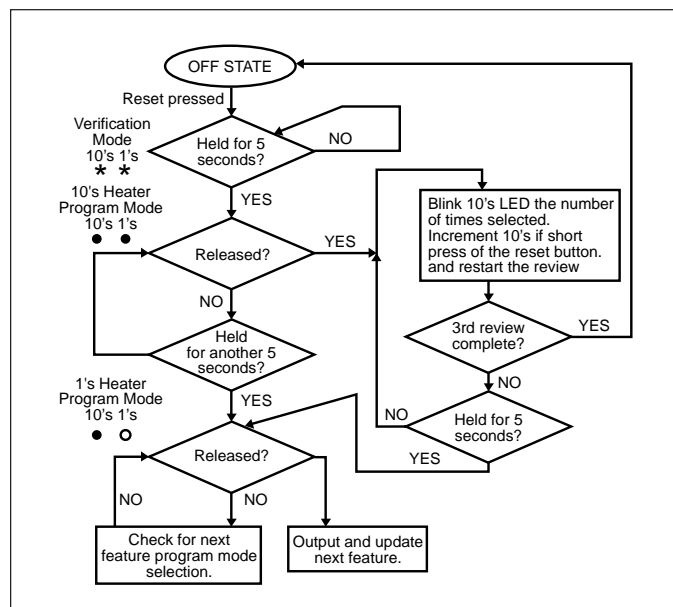 OFF STATE
Reset pressed
Verification
Mode
10's 1's
* *
Held for 5
seconds?
NO
YES
10's Heater
Program Mode
10's 1's
Released?
YES
NO
Blink 10's LED the number
of times selected.
Increment 10's if short
press of the reset button.
and restart the review
3rd review
complete?
YES
NO
Held
for another 5
seconds?
YES
Held for 5
seconds?
NO
YES
1's Heater
Program Mode
10's 1's
Released?
NO
NO
Check for next
feature program mode
selection.
Output and update
next feature.